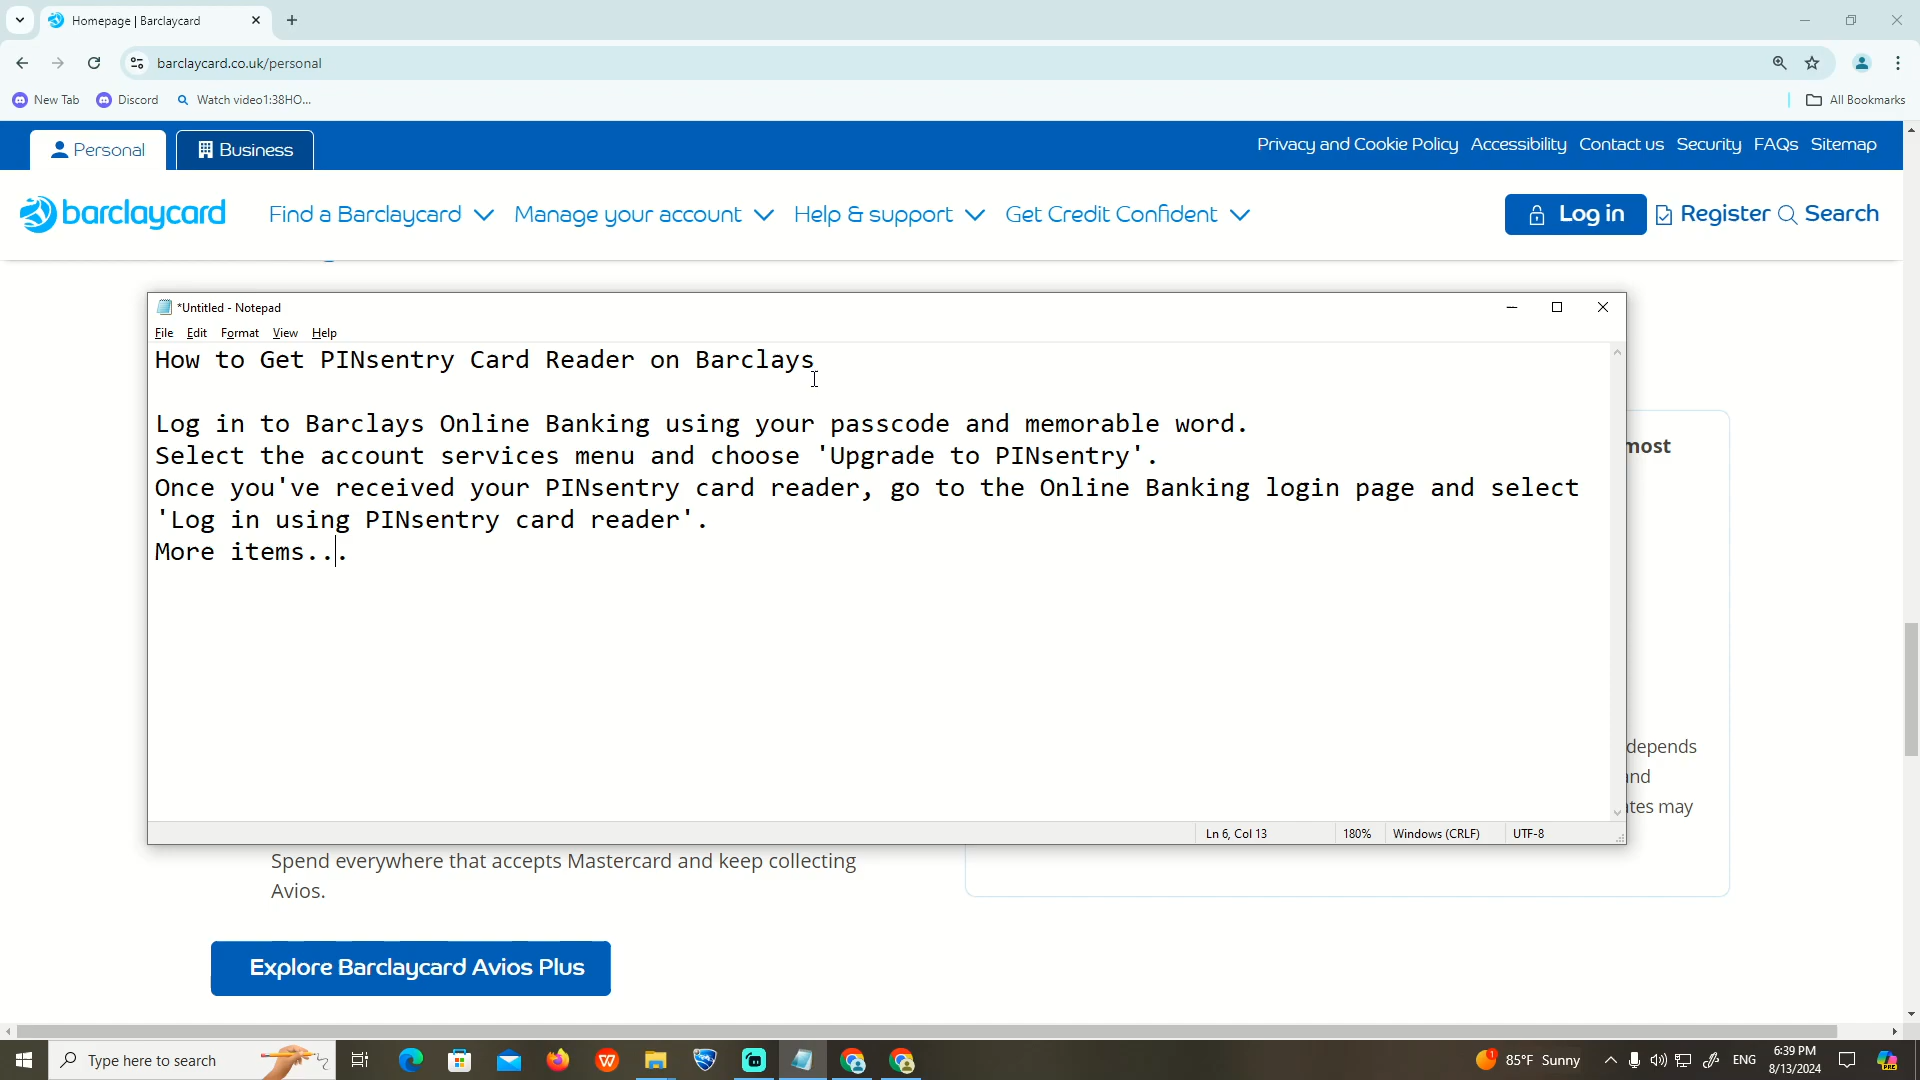 Homepage | Barclaycard
barclaycard.co.uk/personal
New Tab
Discord
Watch video1:38HO...
All Bookmarks
Personal
Business
Privacy and Cookie Policy
Accessibility
Contact us
Security
FAQs
Sitemap
barclaycard
Find a Barclaycard
Manage your account
Help & support
Get Credit Confident
Log in
Register
Search
*Untitled - Notepad
File Edit Format View Help
How to Get PINsentry Card Reader on Barclays
Log in to Barclays Online Banking using your passcode and memorable word.
Select the account services menu and choose 'Upgrade to PINsentry'.
Once you've received your PINsentry card reader, go to the Online Banking login page and select
'Log in using PINsentry card reader'.
More items...
Ln 6, Col 13
180%
Windows (CRLF)
UTF-8
most
depends
and
ates may
Spend everywhere that accepts Mastercard and keep collecting
Avios.
Explore Barclaycard Avios Plus
Type here to search
1
85°F Sunny
ENG
6:39 PM
8/13/2024